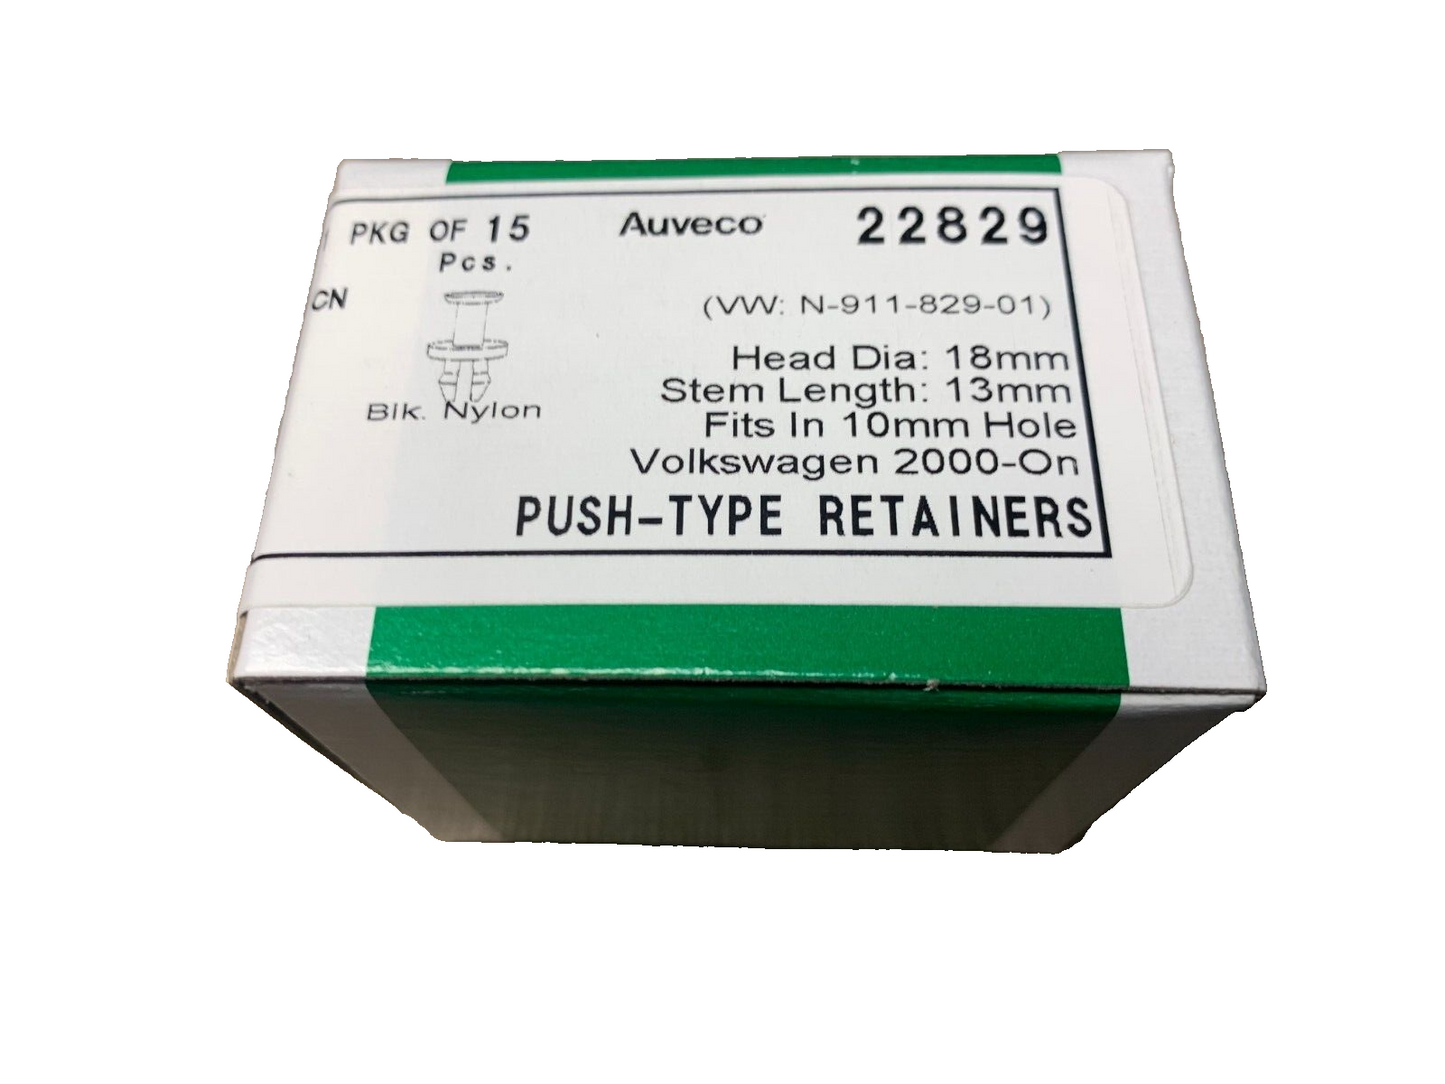 PKG OF 15
Pcs.
Auveco
22829
CN
(VW: N-911-829-01)
Head Dia: 18mm
Stem Length: 13mm
Fits In 10mm Hole
Volkswagen 2000-On
Blk. Nylon
PUSH-TYPE RETAINERS